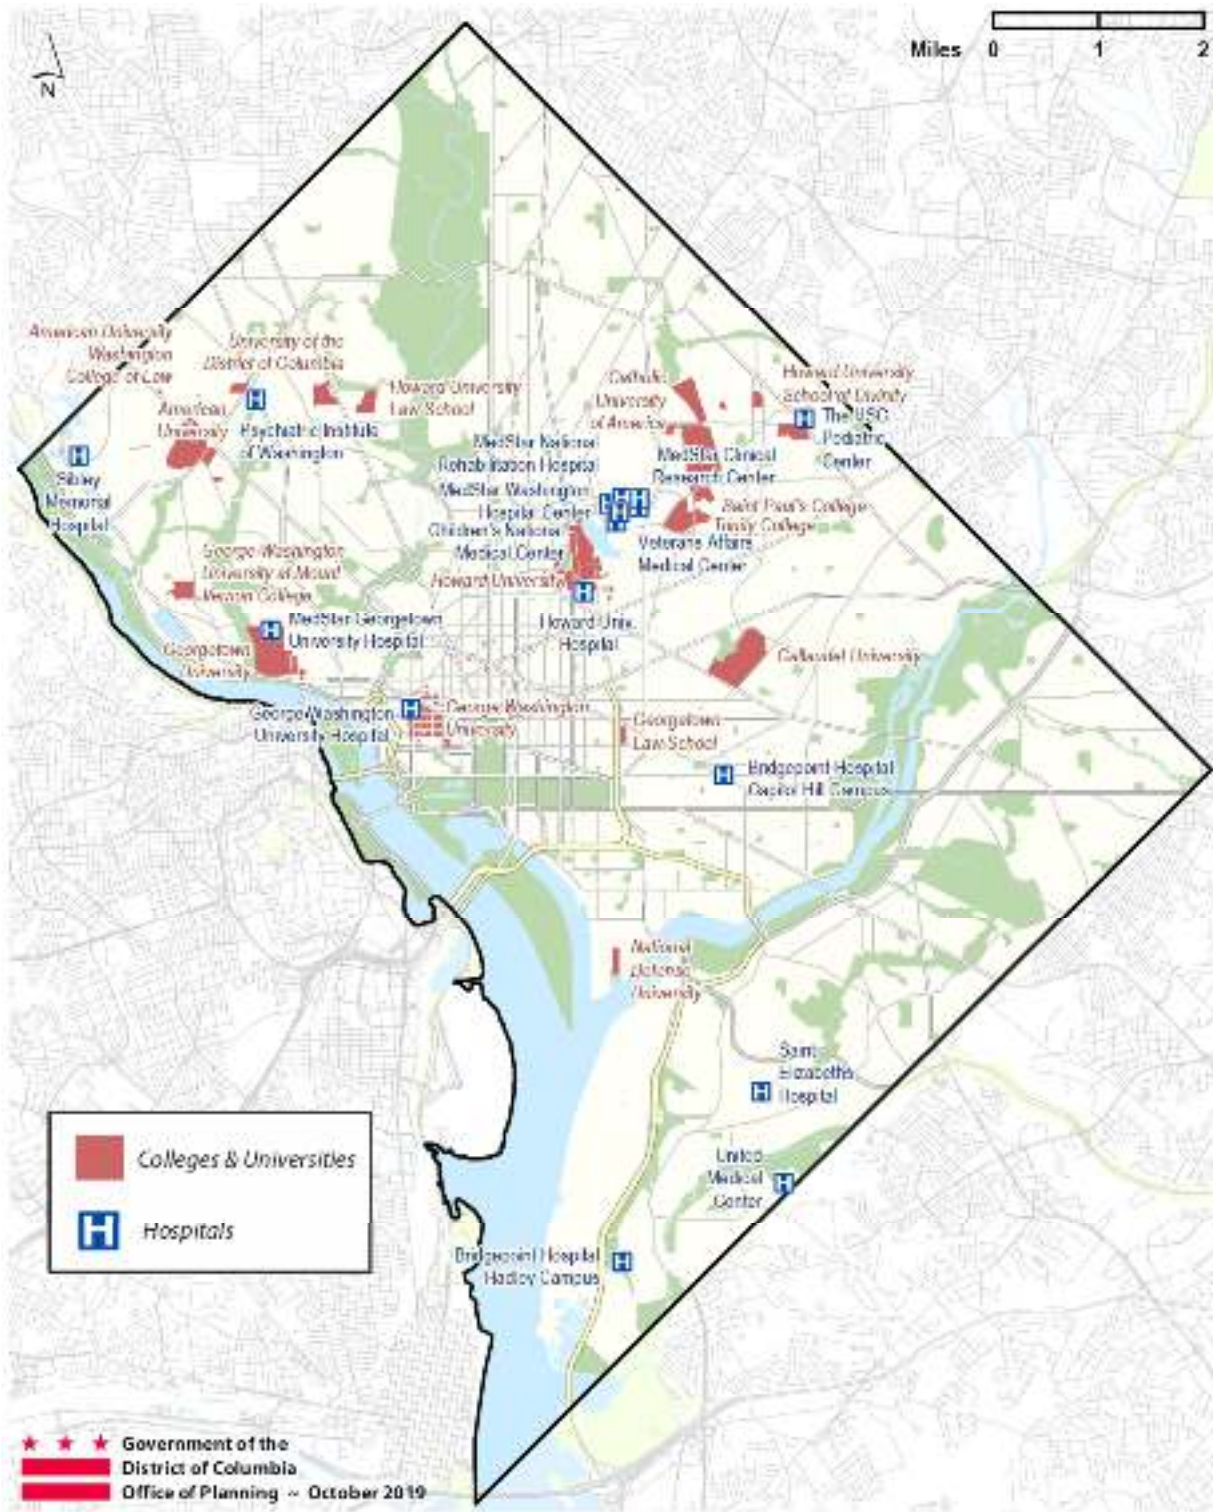 Miles 0 1 2
N
American University
Washington
College of Law
University of the
District of Columbia
Howard University
Law School
American
University
Psychiatric Institute
of Washington
Sibley
Memorial
Hospital
Catholic
University
of America
Howard University
School of Divinity
The HSC
Pediatric
Center
MedStar National
Rehabilitation Hospital
MedStar Clinical
Research Center
MedStar Washington
Hospital Center
Children's National
Medical Center
Saint Paul's College
Trinity College
Veterans Affairs
Medical Center
George Washington
University at Mount
Vernon College
Howard University
Howard Univ.
Hospital
MedStar Georgetown
University Hospital
Georgetown
University
Gallaudet University
George Washington
University Hospital
George Washington
University
Georgetown
Law School
Bridgepoint Hospital
Capitol Hill Campus
National
Defense
University
Saint
Elizabeths
Hospital
United
Medical
Center
Bridgepoint Hospital
Hadley Campus
Colleges & Universities
H Hospitals
Government of the
District of Columbia
Office of Planning ~ October 2019